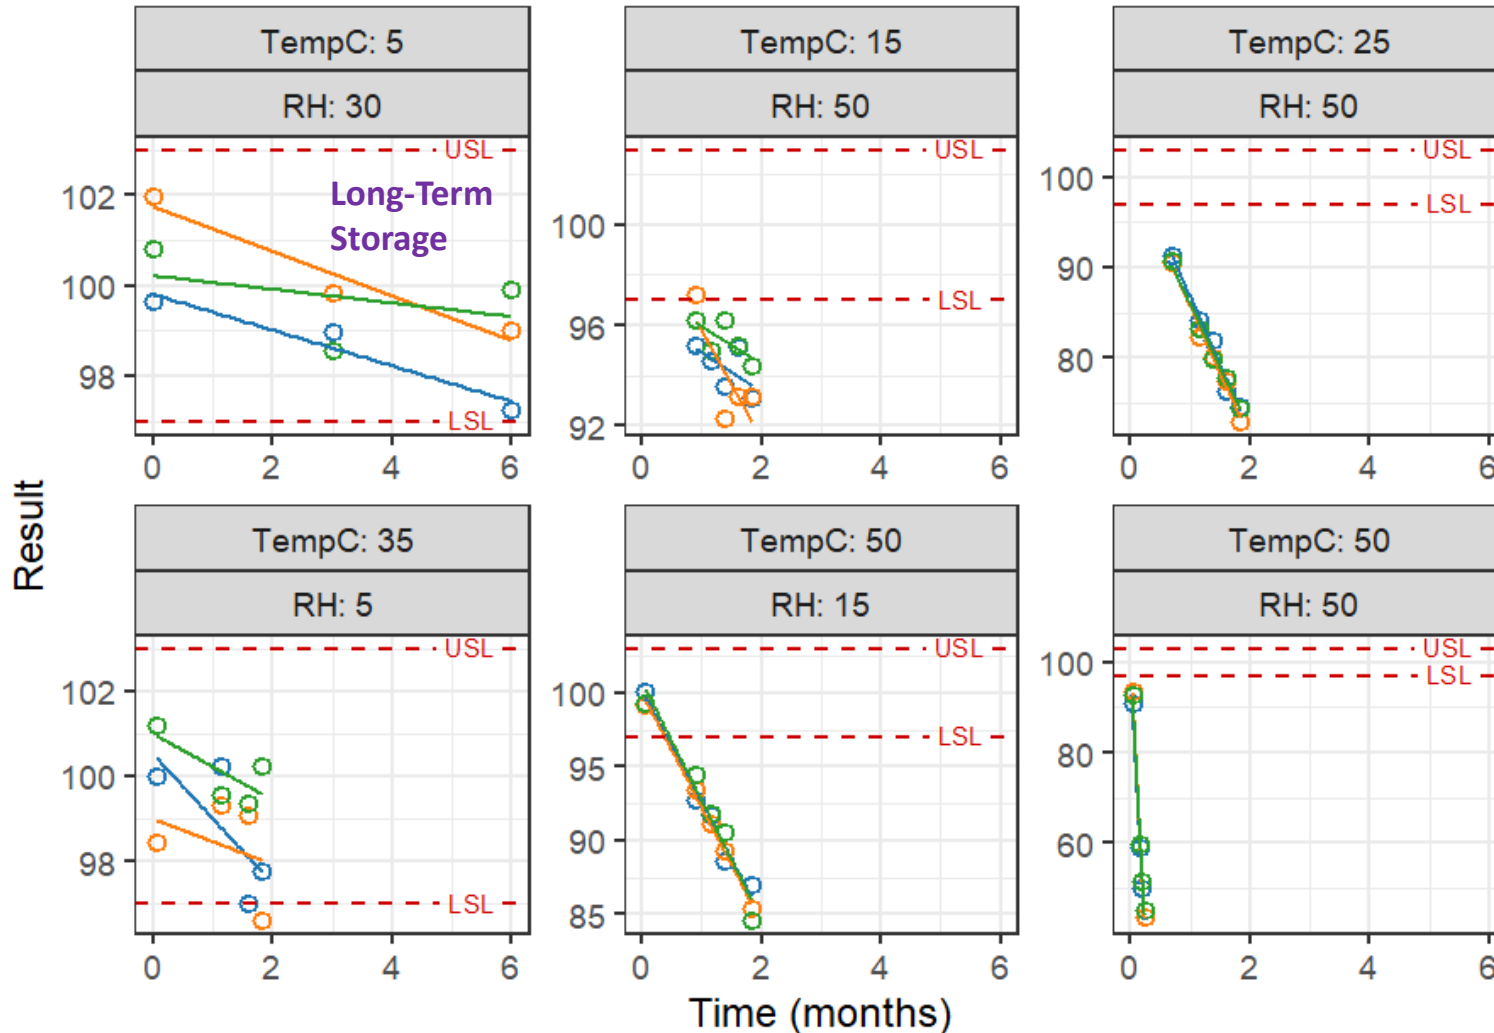 TempC: 5
TempC: 15
TempC: 25
RH: 30
RH: 50
RH: 50
USL
USL
USL
LSL
LSL
LSL
Long-Term
Storage
102
100
98
100
96
92
100
90
80
0 2 4 6
0 2 4 6
0 2 4 6
Result
TempC: 35
TempC: 50
TempC: 50
RH: 5
RH: 15
RH: 50
USL
USL
USL
LSL
LSL
LSL
102
100
98
100
95
90
85
100
80
60
0 2 4 6
0 2 4 6
0 2 4 6
Time (months)